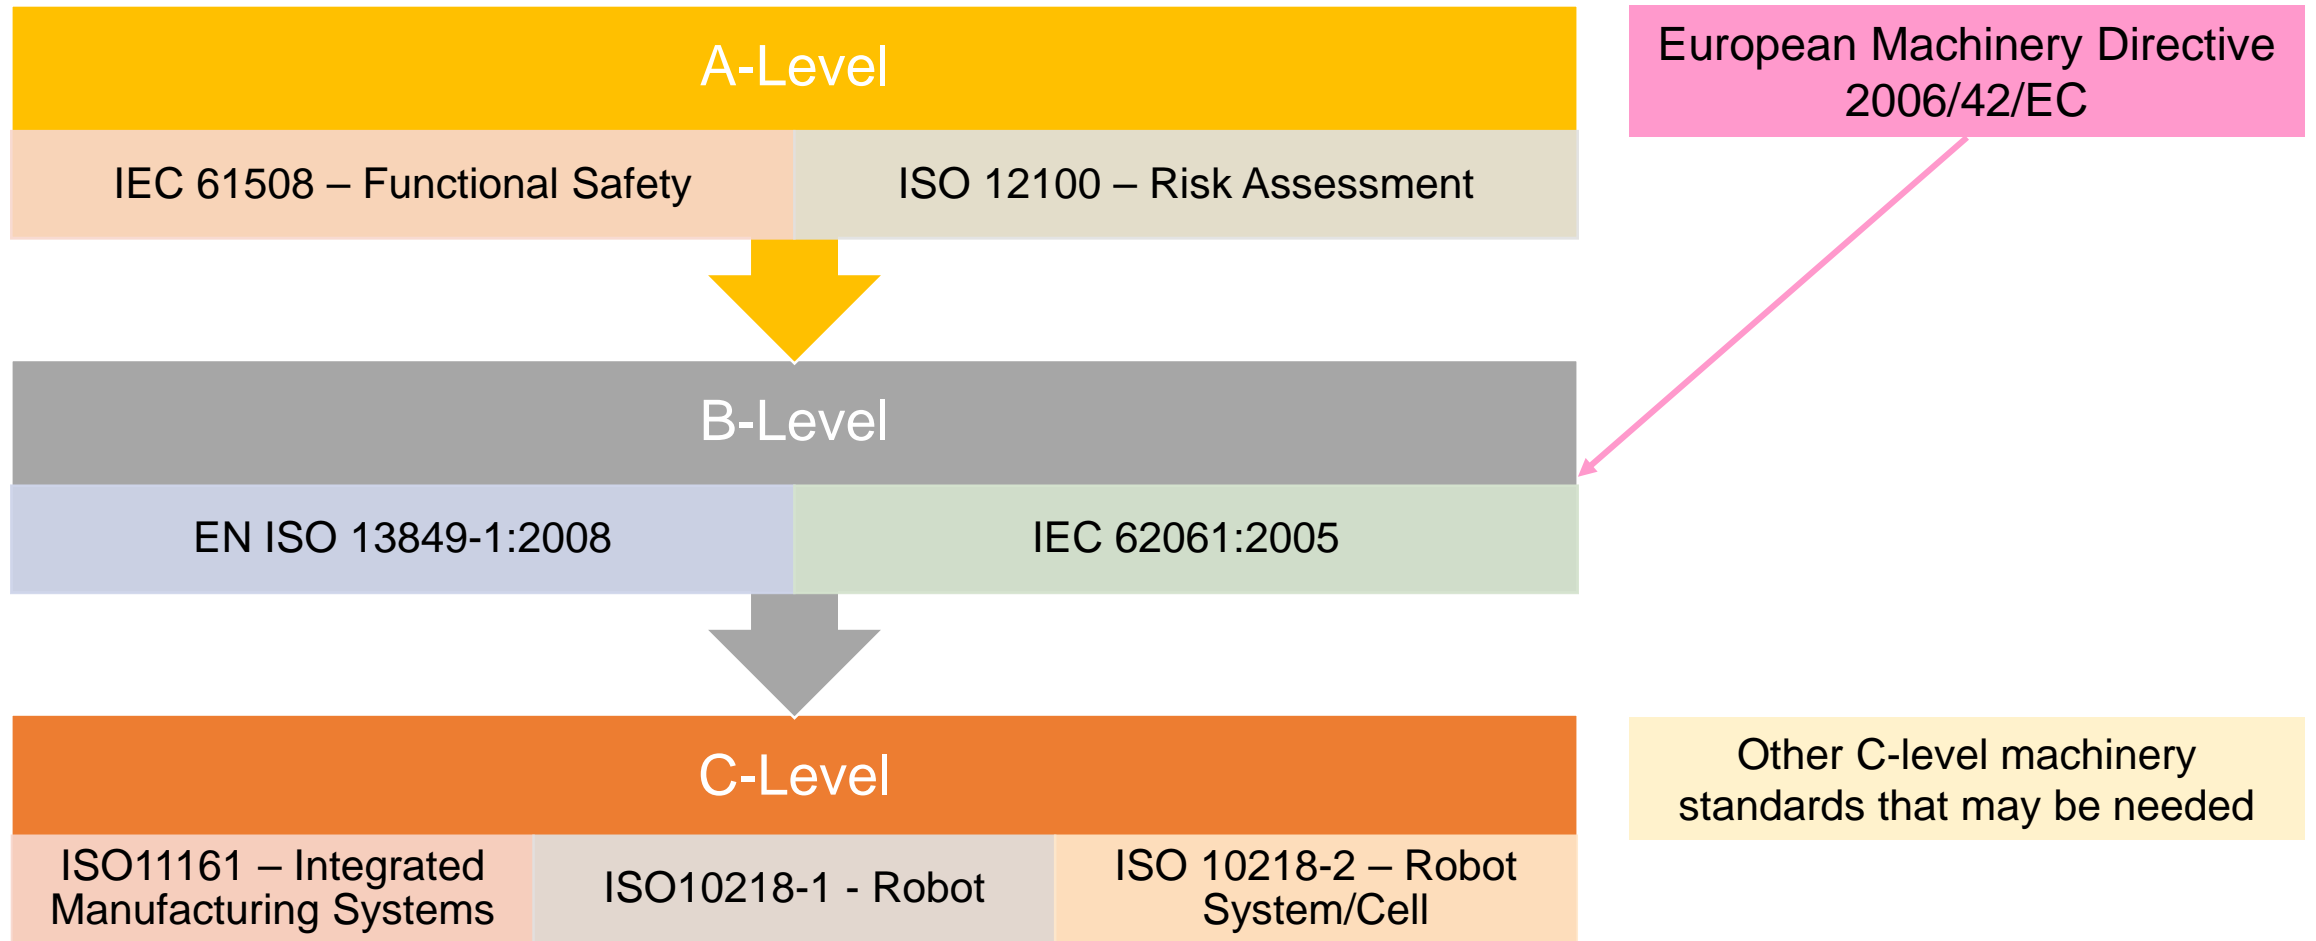 A-Level
European Machinery Directive
2006/42/EC
IEC 61508 – Functional Safety
ISO 12100 – Risk Assessment
B-Level
EN ISO 13849-1:2008
IEC 62061:2005
C-Level
Other C-level machinery
standards that may be needed
ISO11161 – Integrated
Manufacturing Systems
ISO10218-1 - Robot
ISO 10218-2 – Robot
System/Cell